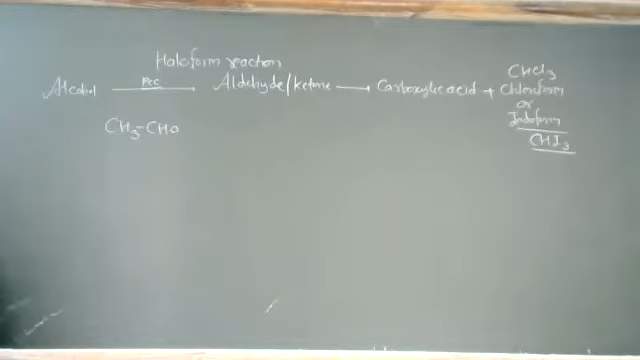 Haloform reaction
Alcohol PCC → Aldehyde/ketone → Carboxylic acid + CHCl3
Chloroform
or
Iodoform
CHI3
CH3-CHO